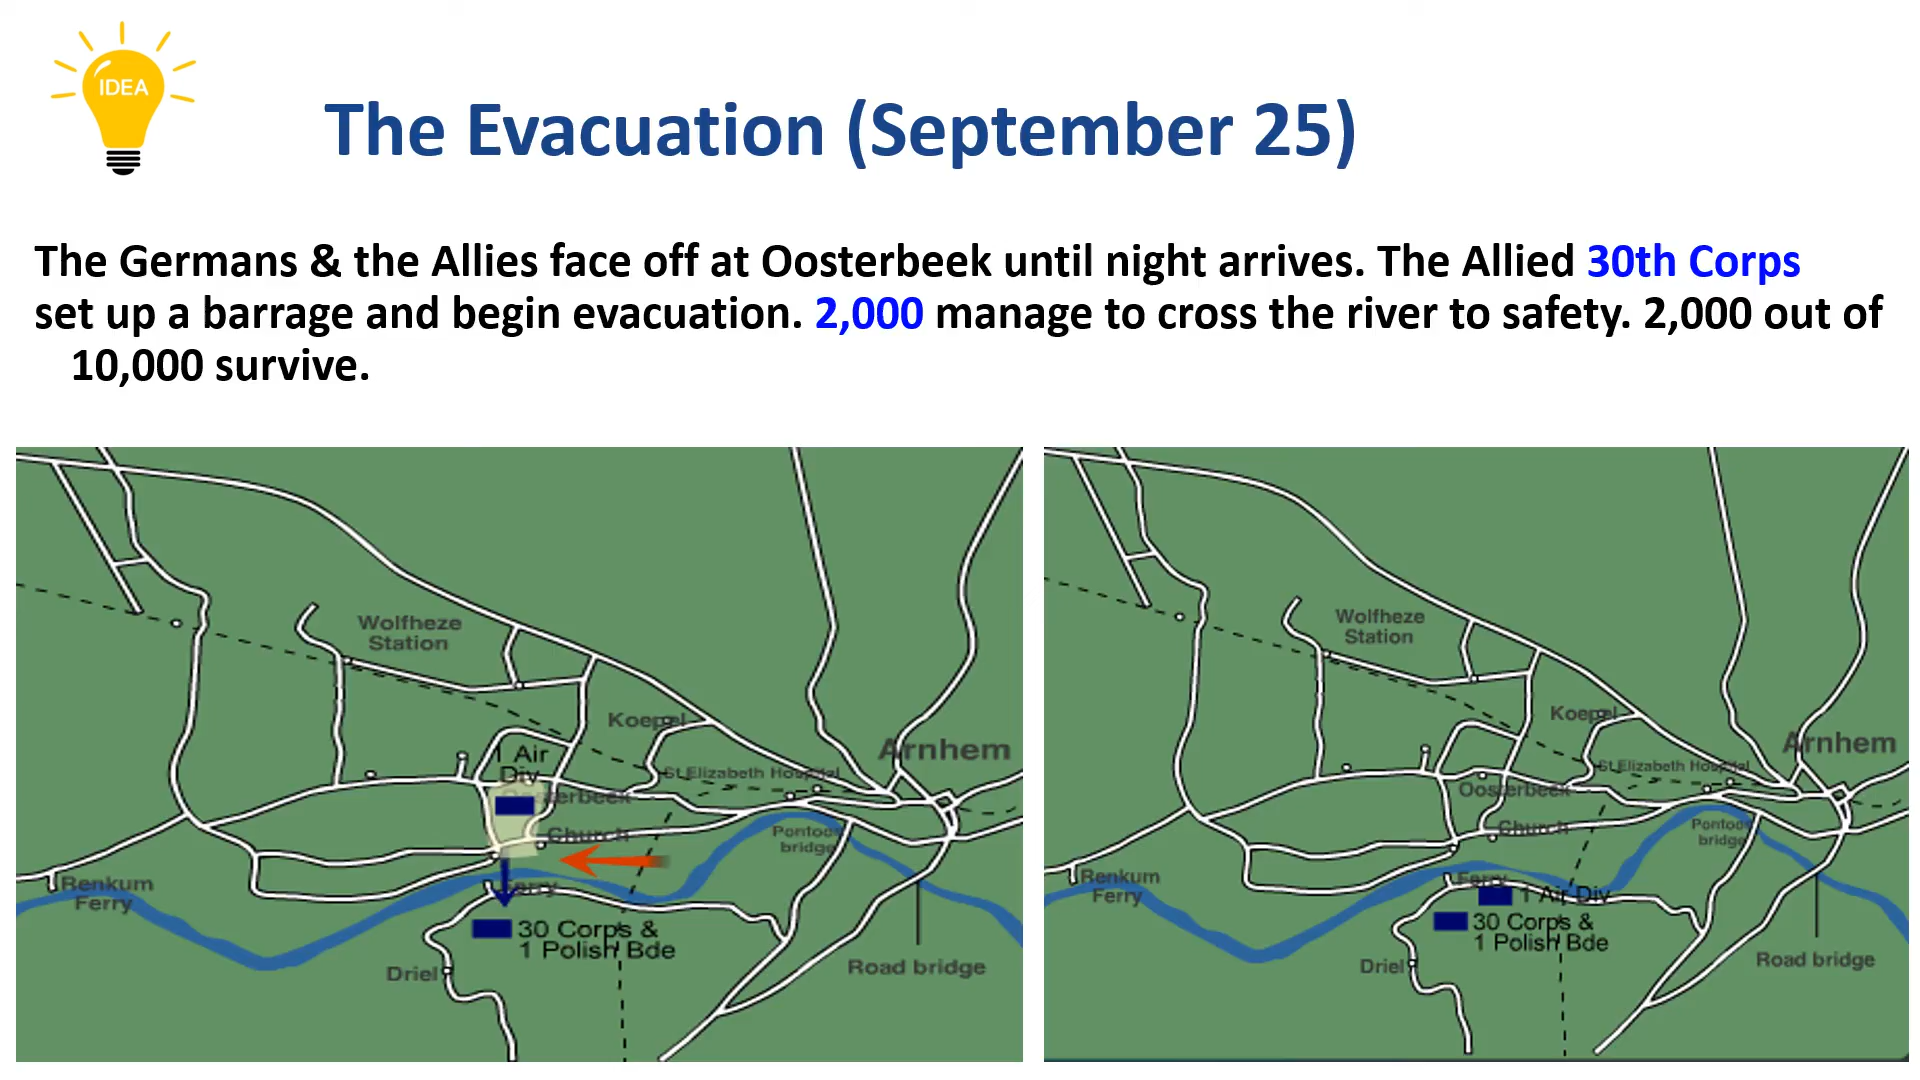 IDEA
The Evacuation (September 25)
The Germans & the Allies face off at Oosterbeek until night arrives. The Allied 30th Corps
set up a barrage and begin evacuation. 2,000 manage to cross the river to safety. 2,000 out of
10,000 survive.
Wolfheze
Station
Koepel
Arnhem
1 Air
Div
St Elizabeth Hospital
Oosterbeek
Church
Pontoon
bridge
Renkum
Ferry
Ferry
30 Corps &
1 Polish Bde
Driel
Road bridge
Wolfheze
Station
Koepel
Arnhem
St Elizabeth Hospital
Oosterbeek
Church
Pontoon
bridge
Renkum
Ferry
Ferry
1 Air Div
30 Corps &
1 Polish Bde
Driel
Road bridge